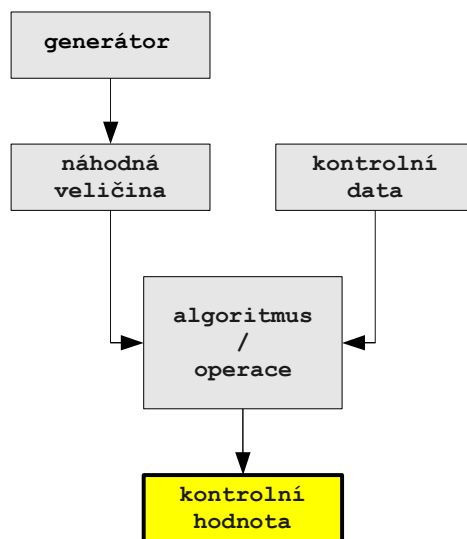 generátor
náhodná
veličina
kontrolní
data
algoritmus
/
operace
kontrolní
hodnota